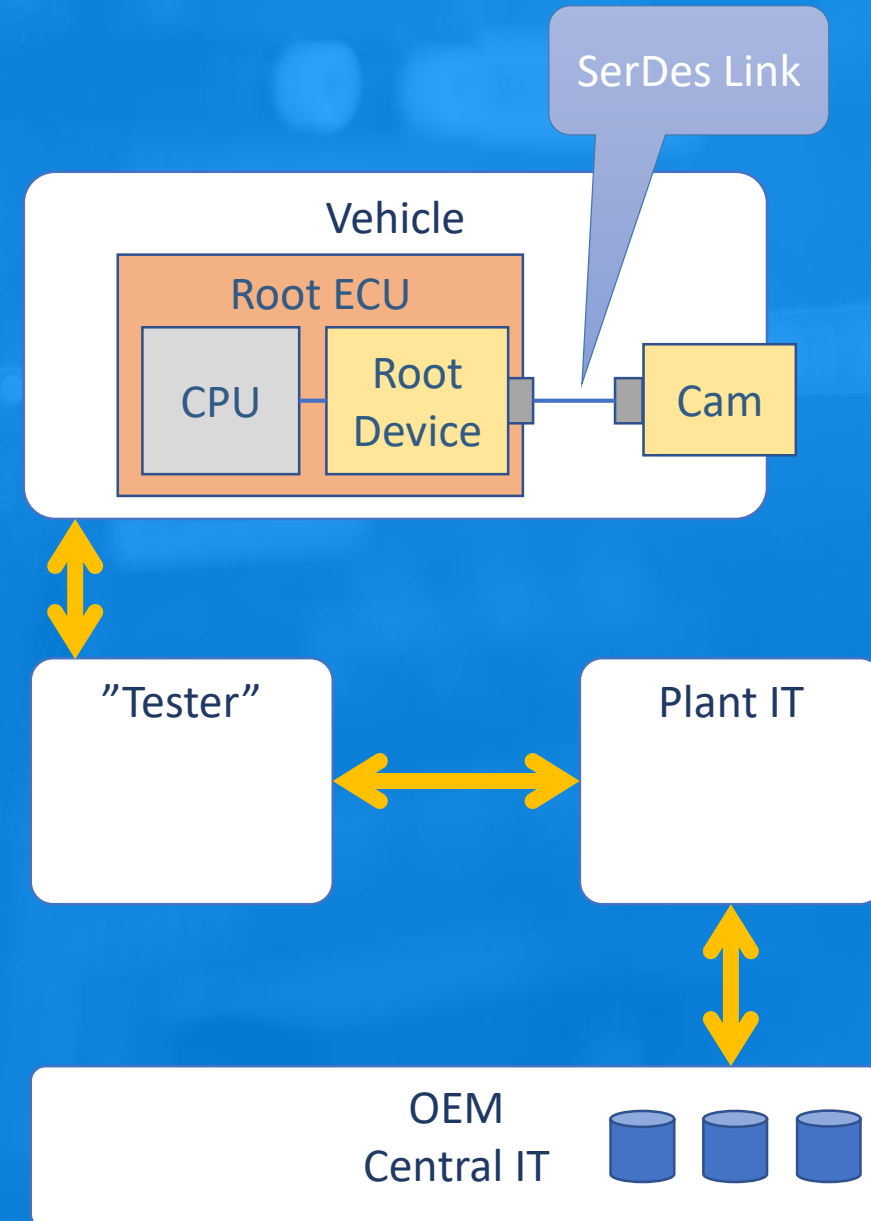 SerDes Link
Vehicle
Root ECU
CPU
Root
Device
Cam
”Tester”
Plant IT
OEM
Central IT